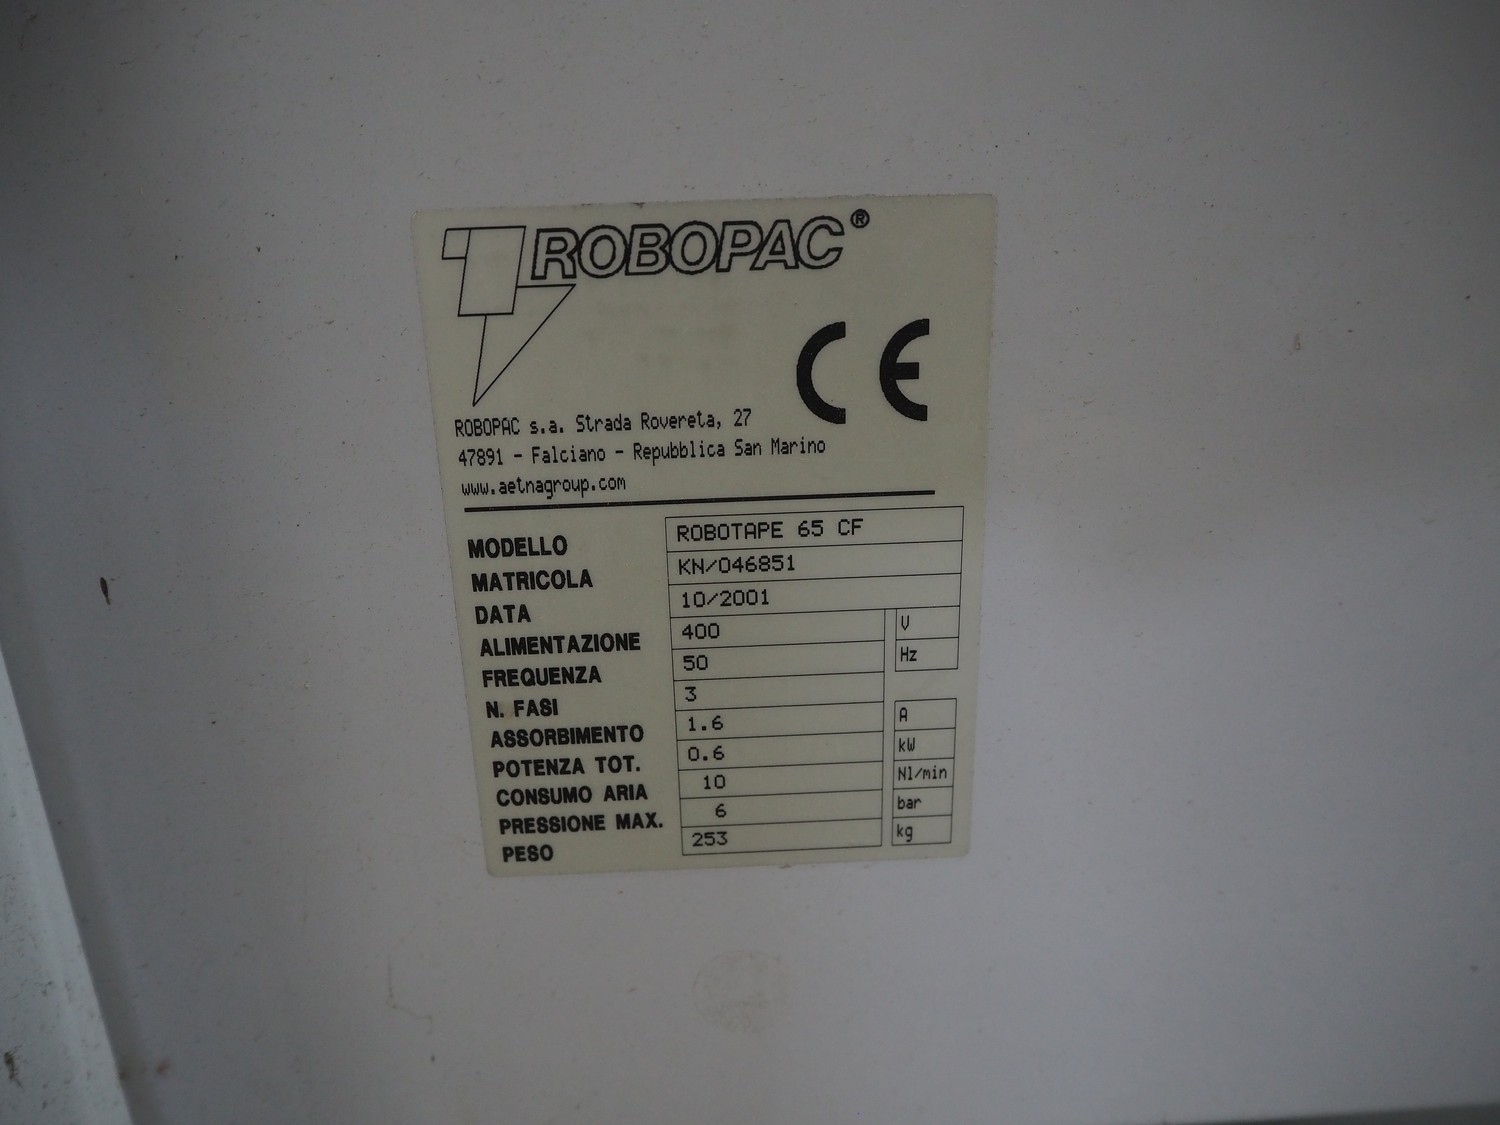 ROBOPAC®
CE
ROBOPAC s.a. Strada Rovereta, 27
47891 - Falciano - Repubblica San Marino
www.aetnagroup.com
MODELLO ROBOTAPE 65 CF
MATRICOLA KN/046851
DATA 10/2001
ALIMENTAZIONE 400 V
FREQUENZA 50 Hz
N. FASI 3
ASSORBIMENTO 1.6 A
POTENZA TOT. 0.6 kW
CONSUMO ARIA 10 Nl/min
PRESSIONE MAX. 6 bar
PESO 253 kg